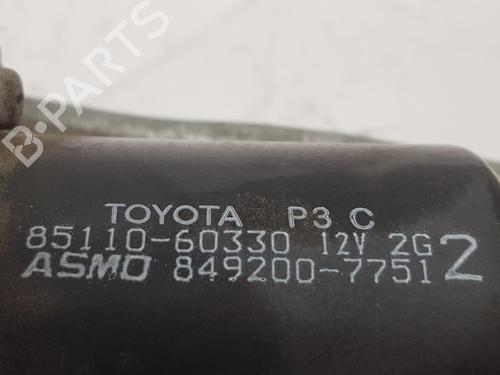 TOYOTA P3 C
85110-60330 12V 2G
ASMO 849200-7751 2
B-PARTS